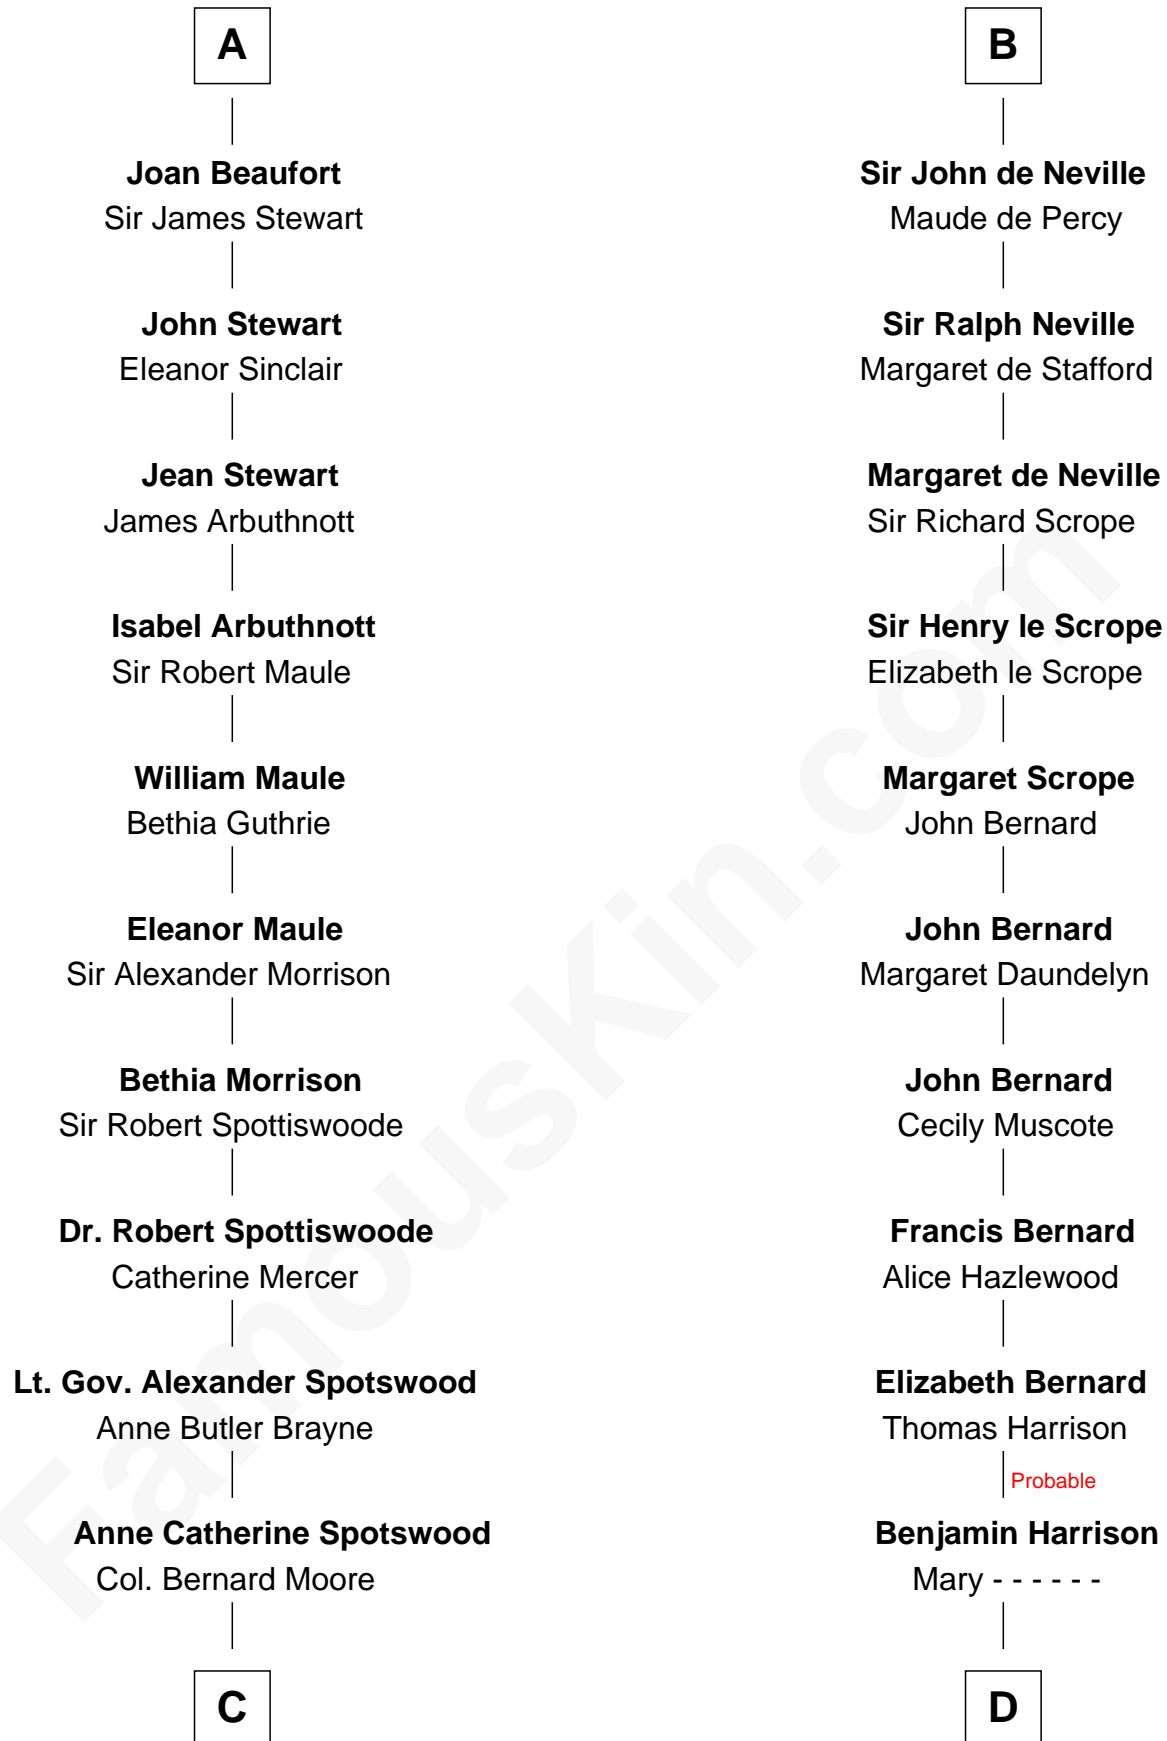 A
Joan Beaufort
Sir James Stewart
John Stewart
Eleanor Sinclair
Jean Stewart
James Arbuthnott
Isabel Arbuthnott
Sir Robert Maule
William Maule
Bethia Guthrie
Eleanor Maule
Sir Alexander Morrison
Bethia Morrison
Sir Robert Spottiswoode
Dr. Robert Spottiswoode
Catherine Mercer
Lt. Gov. Alexander Spotswood
Anne Butler Brayne
Anne Catherine Spotswood
Col. Bernard Moore
C
B
Sir John de Neville
Maude de Percy
Sir Ralph Neville
Margaret de Stafford
Margaret de Neville
Sir Richard Scrope
Sir Henry le Scrope
Elizabeth le Scrope
Margaret Scrope
John Bernard
John Bernard
Margaret Daundelyn
John Bernard
Cecily Muscote
Francis Bernard
Alice Hazlewood
Elizabeth Bernard
Thomas Harrison
Probable
Benjamin Harrison
Mary - - - - - -
D
FamousKin.com